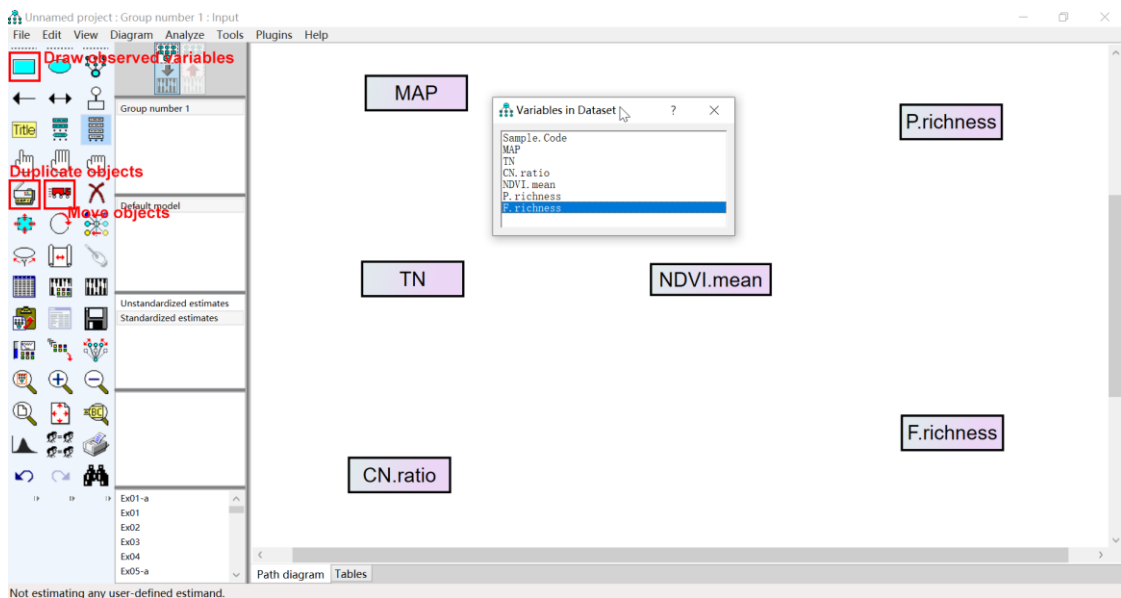 Unnamed project : Group number 1 : Input
File Edit View Diagram Analyze Tools Plugins Help
Draw observed variables
Title
Duplicate objects
Move objects
Group number 1
Default model
Unstandardized estimates
Standardized estimates
Ex01-a
Ex01
Ex02
Ex03
Ex04
Ex05-a
MAP
Variables in Dataset ?
Sample.Code
MAP
TN
CN.ratio
NDVI.mean
P.richness
F.richness
P.richness
TN
NDVI.mean
F.richness
CN.ratio
Path diagram Tables
Not estimating any user-defined estimand.